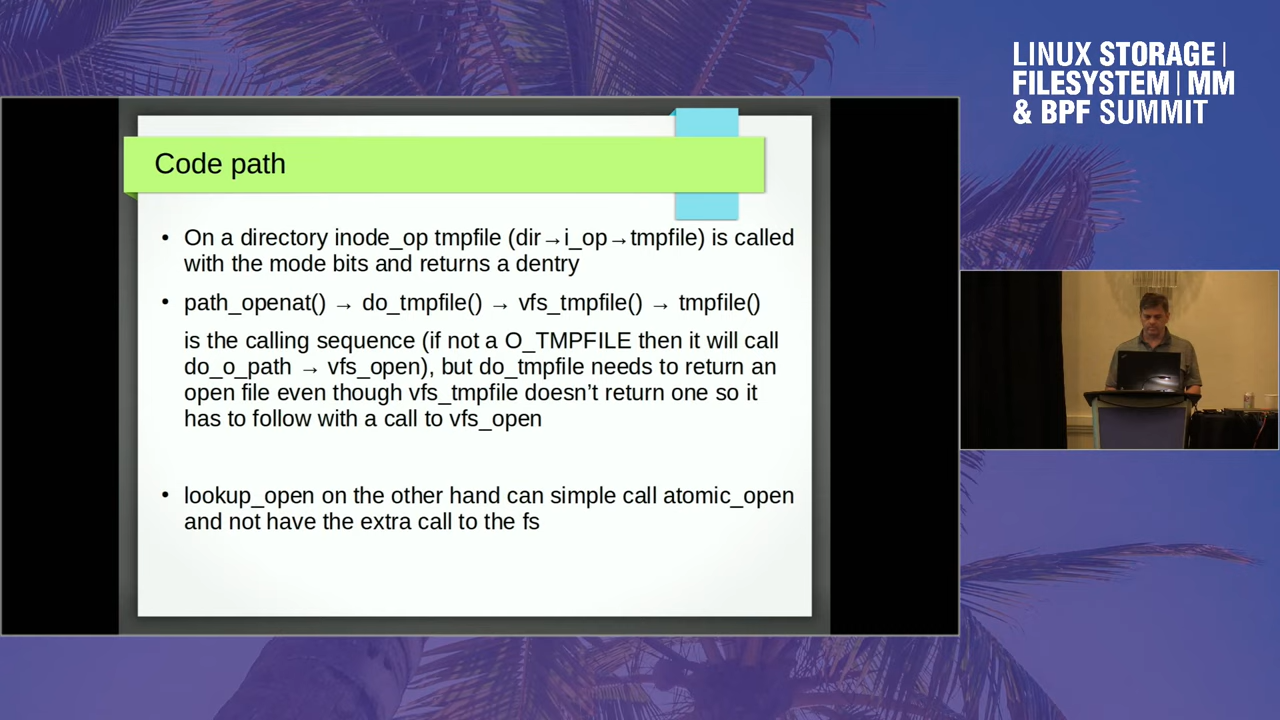 LINUX STORAGE |
FILESYSTEM | MM
& BPF SUMMIT
Code path
• On a directory inode_op tmpfile (dir→i_op→tmpfile) is called
with the mode bits and returns a dentry
• path_openat() → do_tmpfile() → vfs_tmpfile() → tmpfile()
is the calling sequence (if not a O_TMPFILE then it will call
do_o_path → vfs_open), but do_tmpfile needs to return an
open file even though vfs_tmpfile doesn't return one so it
has to follow with a call to vfs_open
• lookup_open on the other hand can simple call atomic_open
and not have the extra call to the fs